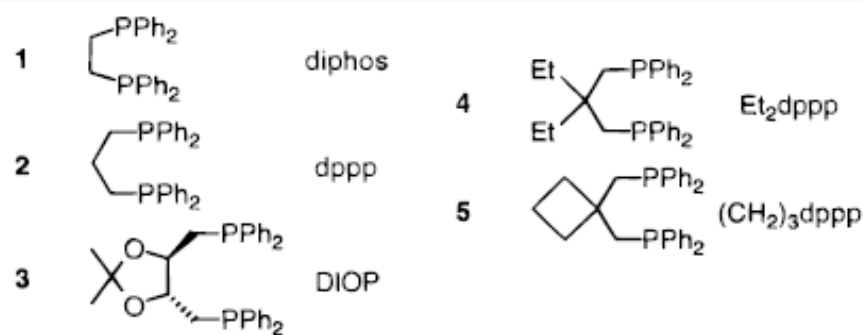 1
PPh2
PPh2
diphos
2
PPh2
PPh2
dppp
3
O
O
PPh2
PPh2
DIOP
4
Et
Et
PPh2
PPh2
Et2dppp
5
PPh2
PPh2
(CH2)3dppp